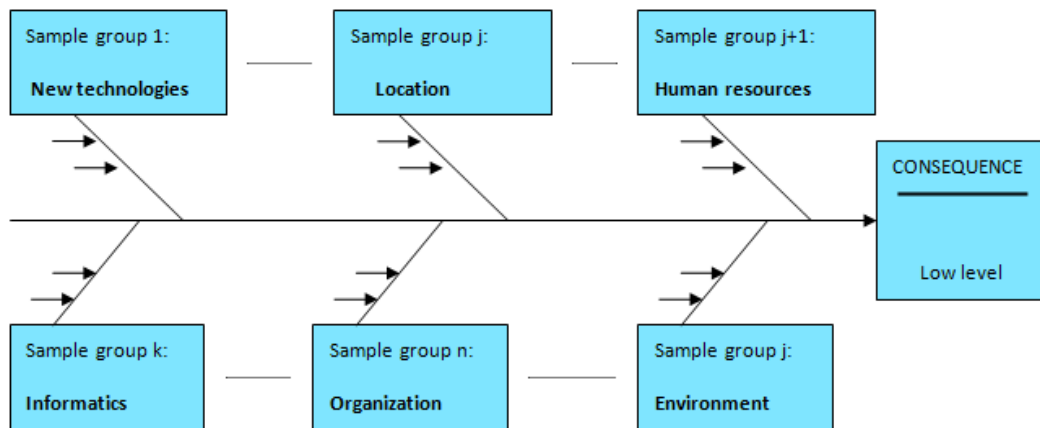 Sample group 1:
New technologies
Sample group j:
Location
Sample group j+1:
Human resources
CONSEQUENCE
Low level
Sample group k:
Informatics
Sample group n:
Organization
Sample group j:
Environment